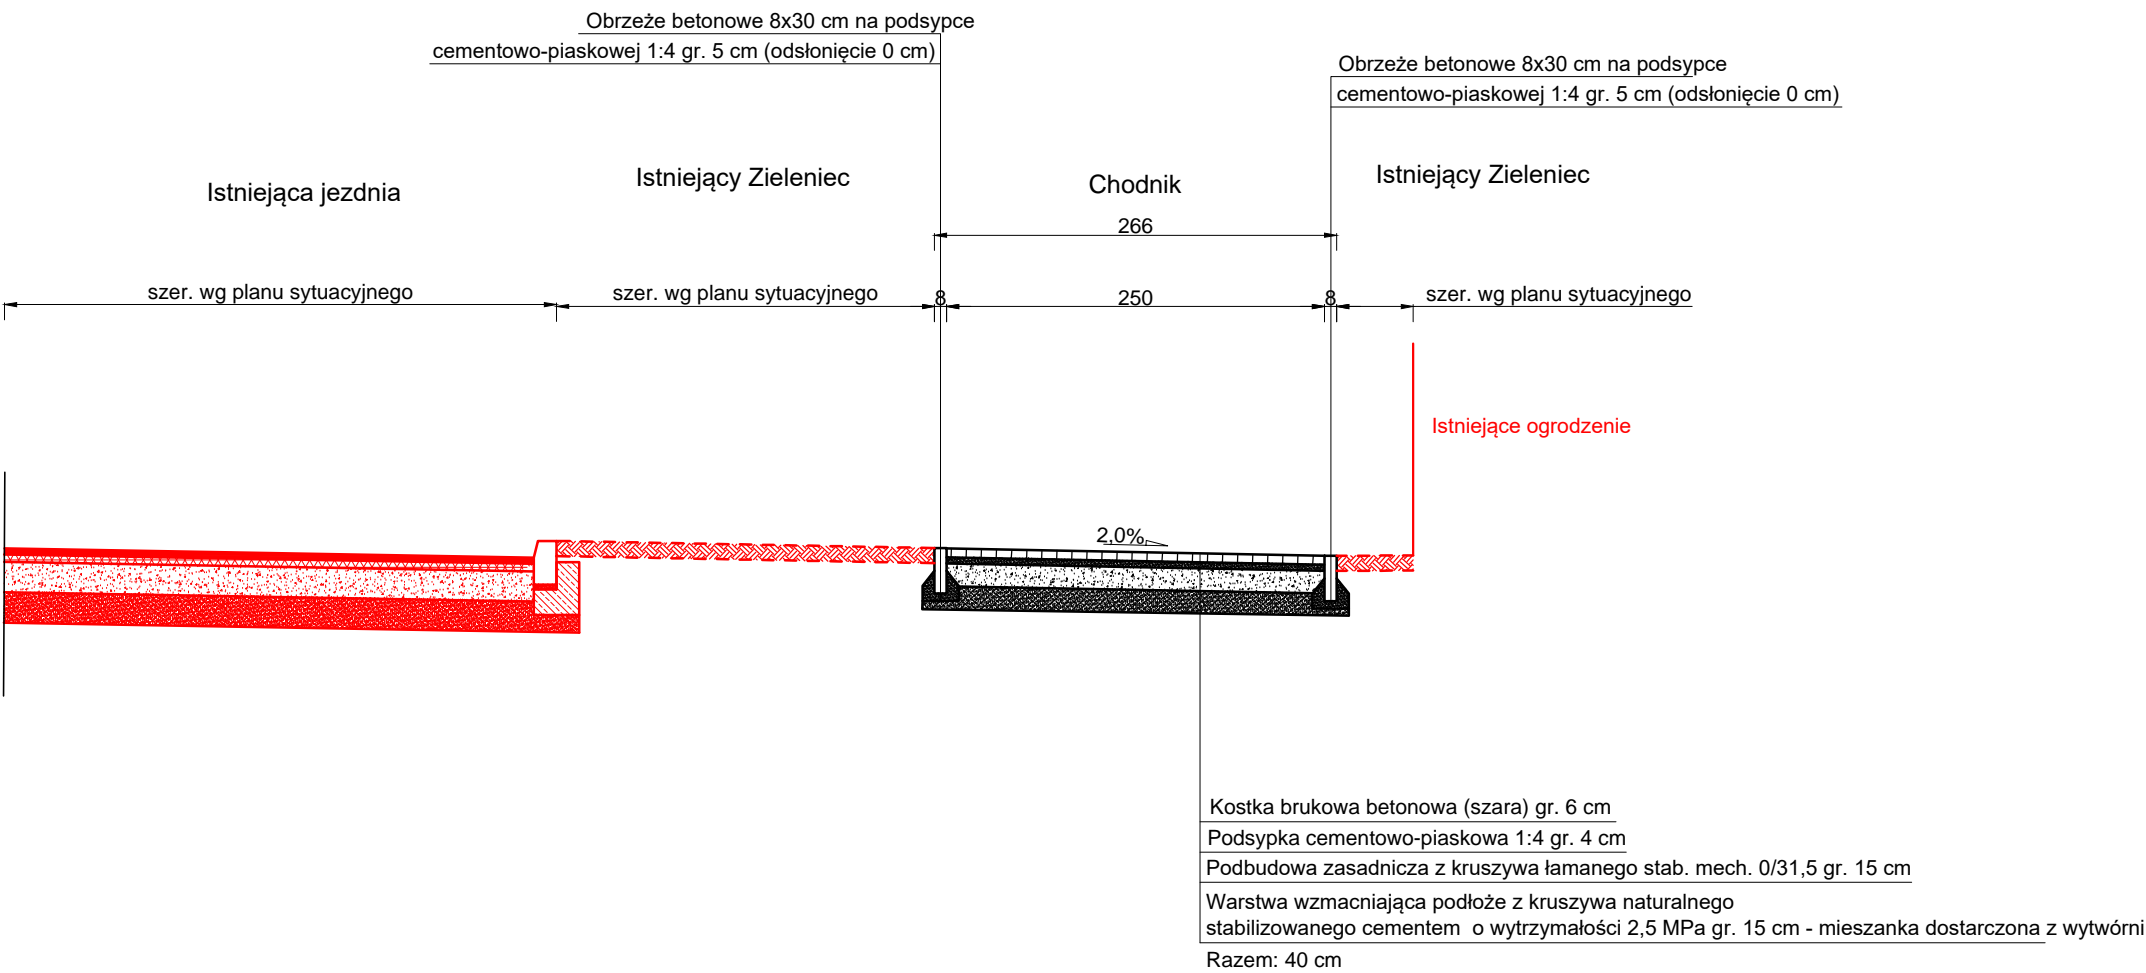 Obrzeże betonowe 8x30 cm na podsypce
cementowo-piaskowej 1:4 gr. 5 cm (odsłonięcie 0 cm)
Obrzeże betonowe 8x30 cm na podsypce
cementowo-piaskowej 1:4 gr. 5 cm (odsłonięcie 0 cm)
Istniejąca jezdnia
Istniejący Zieleniec
Chodnik
Istniejący Zieleniec
266
szer. wg planu sytuacyjnego
szer. wg planu sytuacyjnego
8
250
8
szer. wg planu sytuacyjnego
Istniejące ogrodzenie
2,0%
Kostka brukowa betonowa (szara) gr. 6 cm
Podsypka cementowo-piaskowa 1:4 gr. 4 cm
Podbudowa zasadnicza z kruszywa łamanego stab. mech. 0/31,5 gr. 15 cm
Warstwa wzmacniająca podłoże z kruszywa naturalnego
stabilizowanego cementem o wytrzymałości 2,5 MPa gr. 15 cm - mieszanka dostarczona z wytwórni
Razem: 40 cm